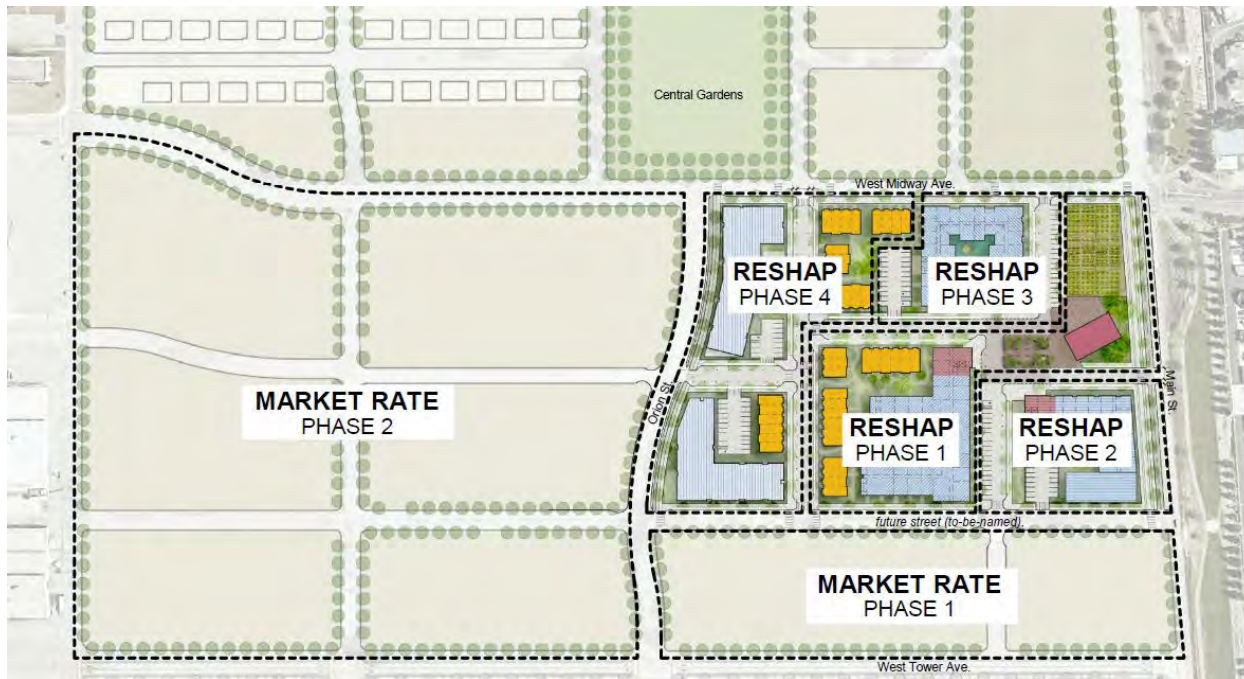 Central Gardens
West Midway Ave.
RESHAP
PHASE 4
RESHAP
PHASE 3
Main St.
Orion St.
MARKET RATE
PHASE 2
RESHAP
PHASE 1
RESHAP
PHASE 2
future street (to-be-named).
MARKET RATE
PHASE 1
West Tower Ave.